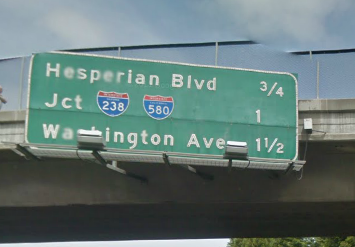 Hesperian Blvd 3/4
Jct 238 580 1
Washington Ave 1 1/2